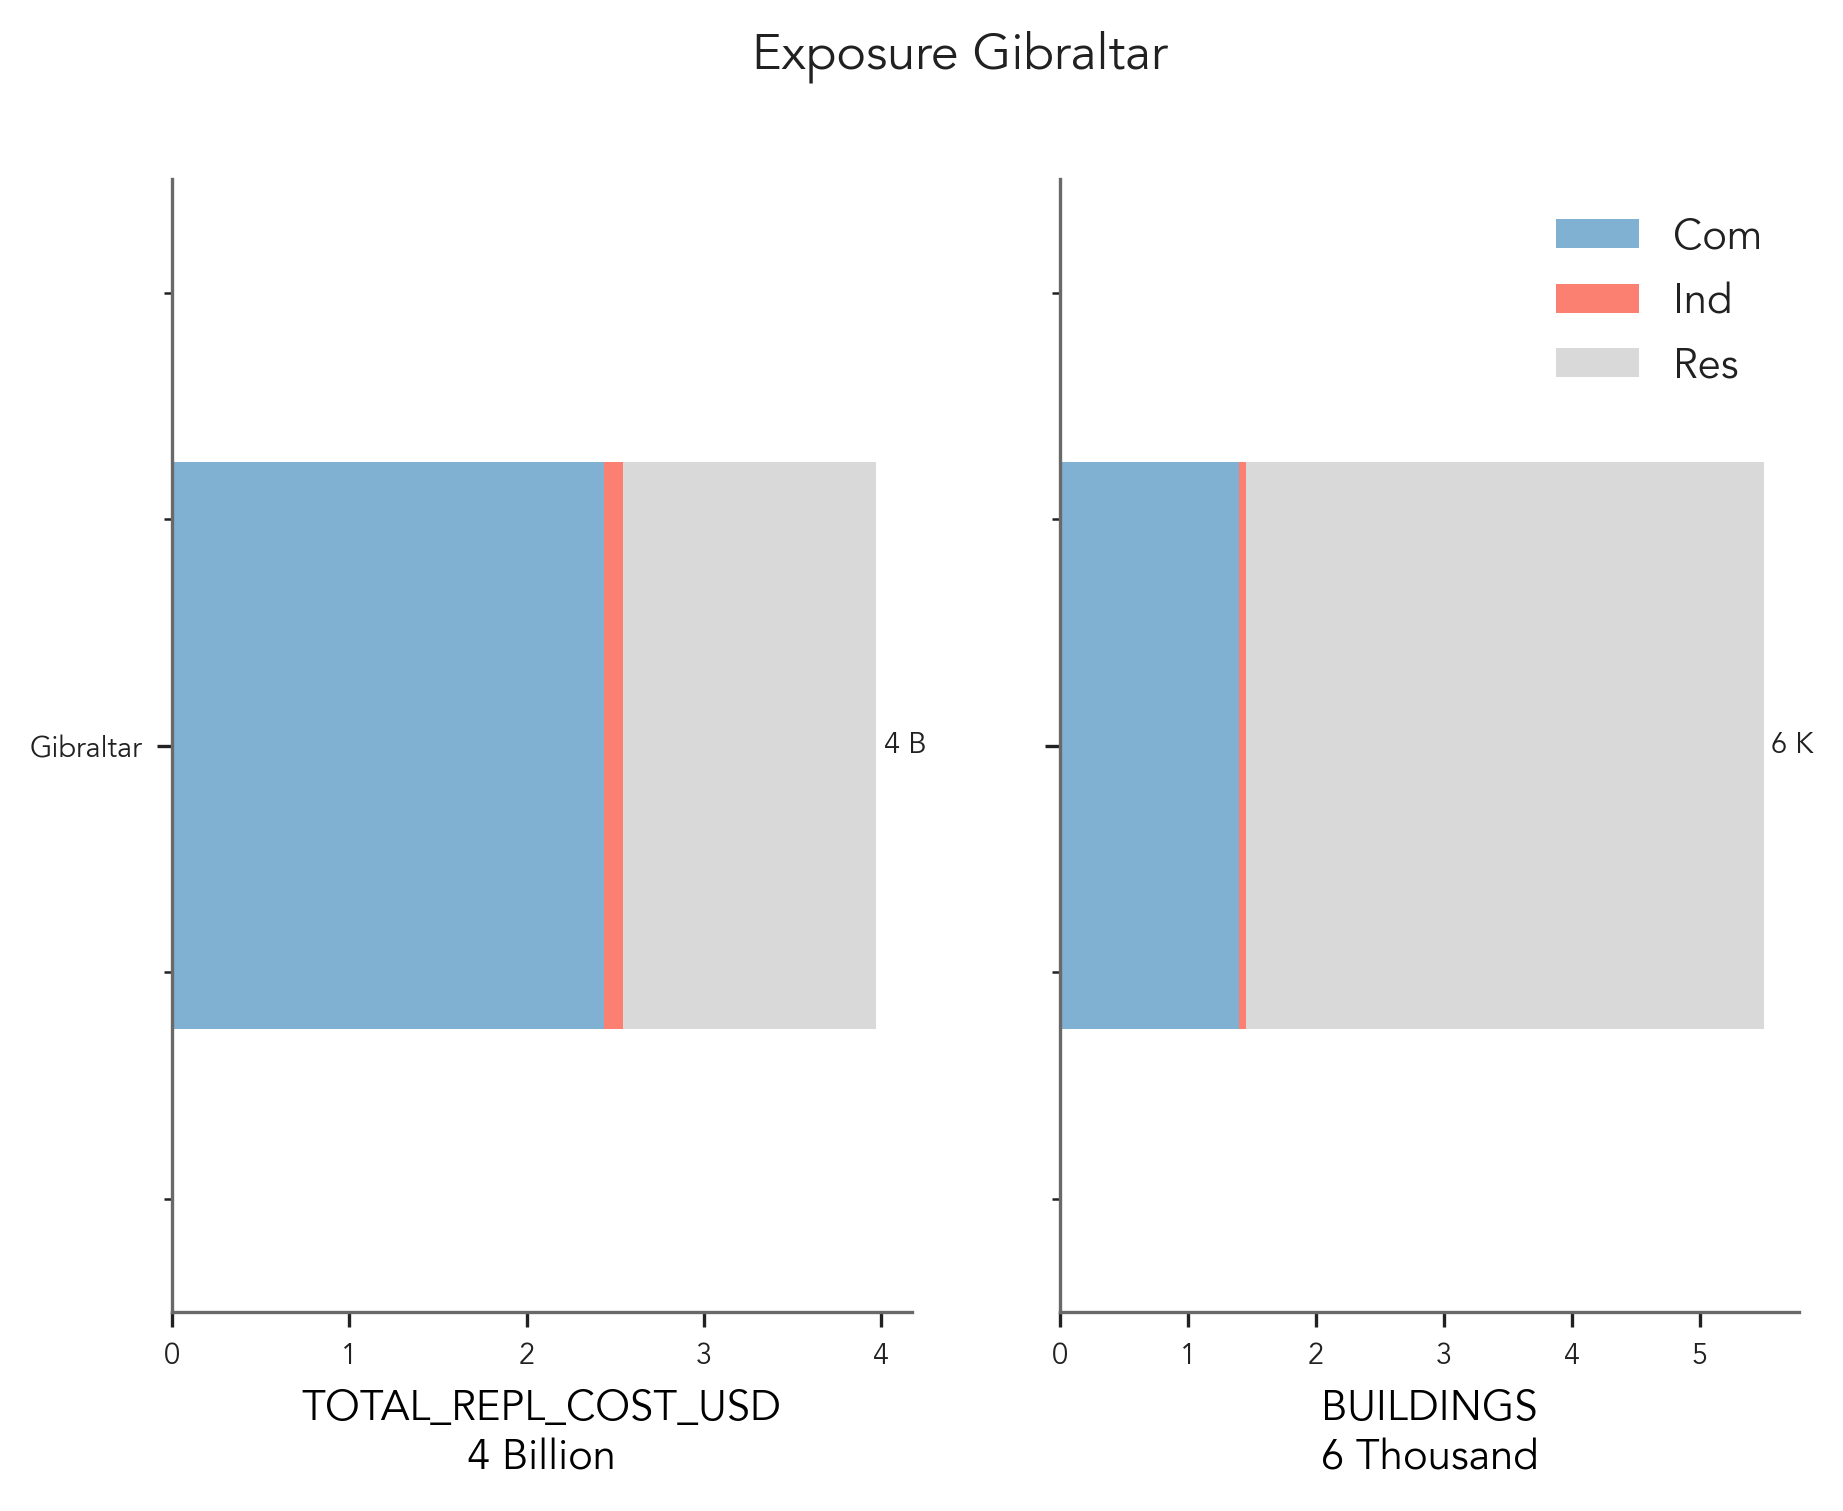 Exposure Gibraltar
Gibraltar
4 B
0 1 2 3 4
TOTAL_REPL_COST_USD
4 Billion
Com
Ind
Res
6 K
0 1 2 3 4 5
BUILDINGS
6 Thousand